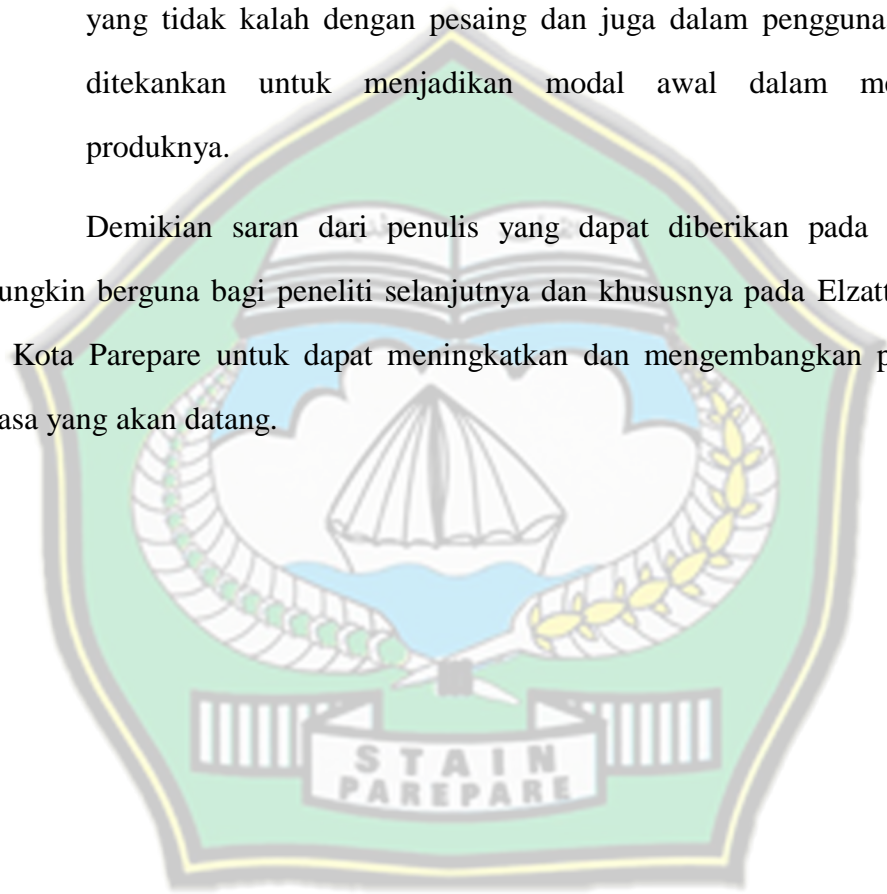 yang tidak kalah dengan pesaing dan juga dalam pengguna
ditekankan untuk menjadikan modal awal dalam me
produknya.
Demikian saran dari penulis yang dapat diberikan pada
ungkin berguna bagi peneliti selanjutnya dan khususnya pada Elzatt
Kota Parepare untuk dapat meningkatkan dan mengembangkan p
asa yang akan datang.
STAIN
PAREPARE